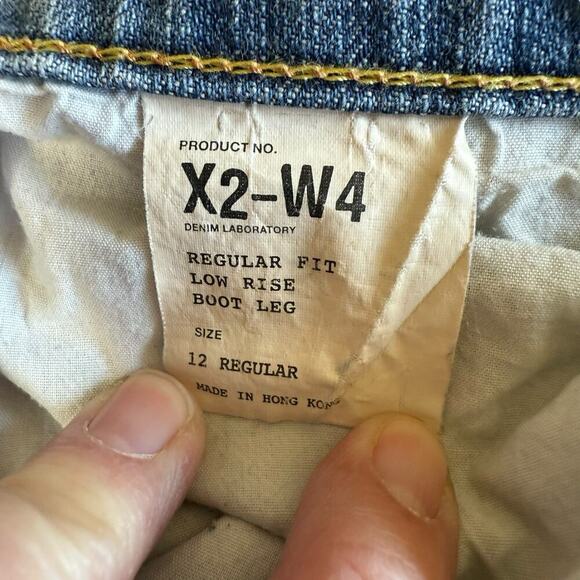 PRODUCT NO.
X2-W4
DENIM LABORATORY
REGULAR FIT
LOW RISE
BOOT LEG
SIZE
12 REGULAR
MADE IN HONG KONG